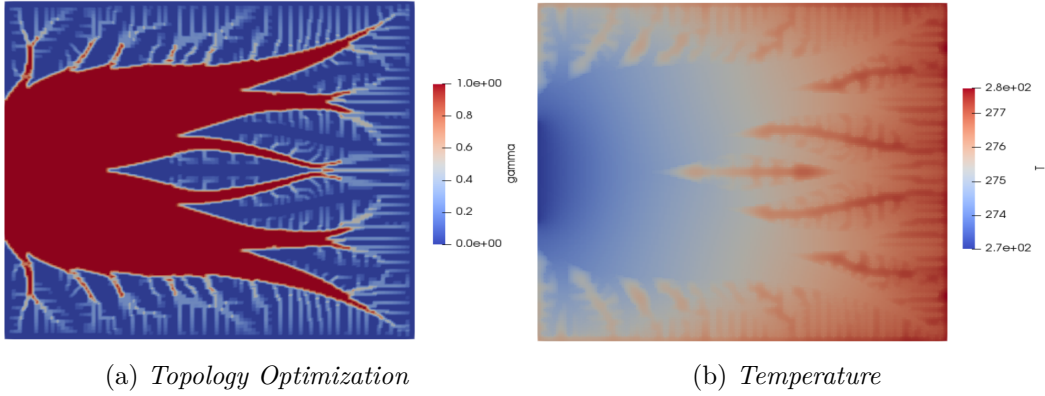 1.0e+00
0.8
0.6
0.4
0.2
0.0e+00
gamma
2.8e+02
277
276
275
274
2.7e+02
T
(a) Topology Optimization
(b) Temperature